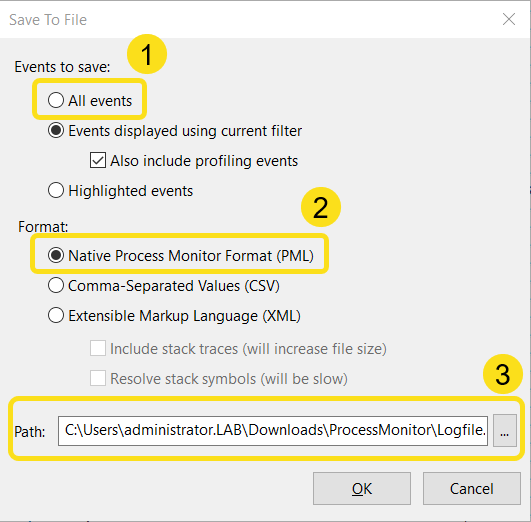 Save To File
1
Events to save:
All events
Events displayed using current filter
Also include profiling events
Highlighted events
2
Format:
Native Process Monitor Format (PML)
Comma-Separated Values (CSV)
Extensible Markup Language (XML)
Include stack traces (will increase file size)
Resolve stack symbols (will be slow)
3
Path: C:\Users\administrator.LAB\Downloads\ProcessMonitor\Logfile. ...
OK Cancel